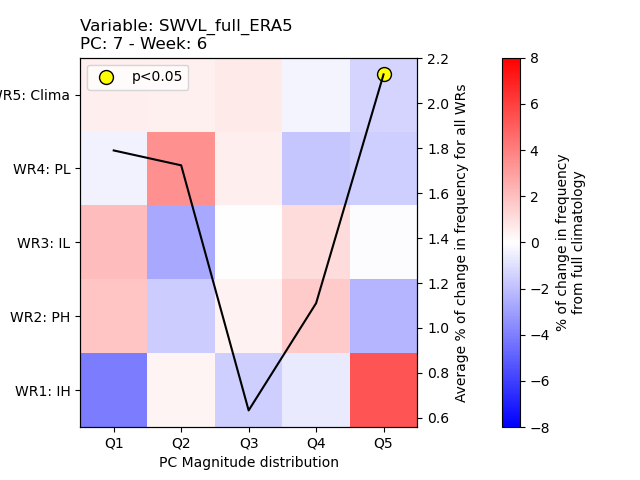 Variable: SWVL_full_ERA5
PC: 7 - Week: 6
p<0.05
WR5: Clima
WR4: PL
WR3: IL
WR2: PH
WR1: IH
Q1 Q2 Q3 Q4 Q5
PC Magnitude distribution
2.2
2.0
1.8
1.6
1.4
1.2
1.0
0.8
0.6
Average % of change in frequency for all WRs
8
6
4
2
0
−2
−4
−6
−8
% of change in frequency
from full climatology